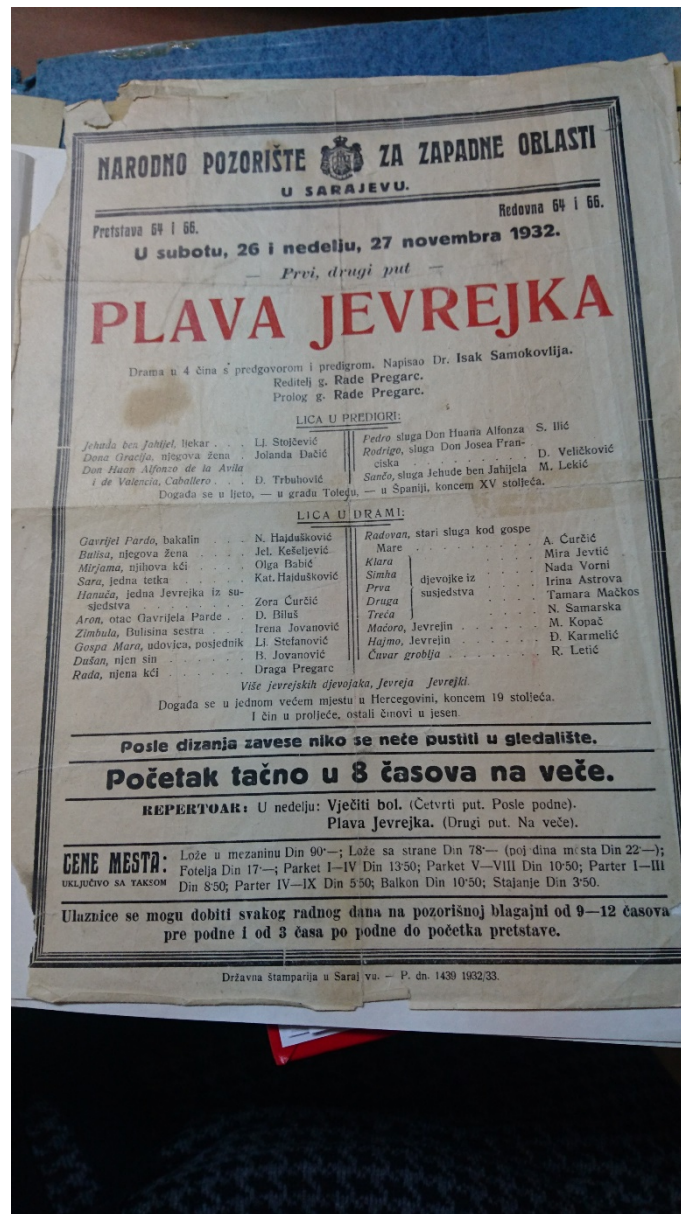 NARODNO POZORIŠTE ZA ZAPADNE OBLASTI
U SARAJEVU.
Pretstava 64 i 66. Redovna 64 i 66.
U subotu, 26 i nedelju, 27 novembra 1932.
— Prvi, drugi put —
PLAVA JEVREJKA
Drama u 4 čina s predgovorom i predigrom. Napisao Dr. Isak Samokovlija.
Reditelj g. Rade Pregarc.
Prolog g. Rade Pregarc.
LICA U PREDIGRI:
Jehuda ben Jahijel, ljekar . . . Lj. Stojčević
Dona Gracija, njegova žena . Jolanda Đačić
Don Huan Alfonzo de la Avila
i de Valencia, Caballero . . . D. Trbuhović
Pedro sluga Don Huana Alfonza S. Ilić
Rodrigo, sluga Don Josea Fran-
ciska . . . . . . . . D. Veličković
Sančo, sluga Jehude ben Jahijela M. Lekić
Događa se u ljeto, — u gradu Toledu, — u Španiji, koncem XV stoljeća.
LICA U DRAMI:
Gavrijel Pardo, bakalin . . . N. Hajdušković
Bulisa, njegova žena . . . . . Jel. Kešeljević
Mirjama, njihova kći . . . . Olga Babić
Sara, jedna tetka . . . . . Kat. Hajdušković
Hanuča, jedna Jevrejka iz su-
sjedstva . . . . . . . Zora Ćurčić
Aron, otac Gavrijela Parde . . D. Biluš
Zimbula, Bulisina sestra . . . Irena Jovanović
Gospa Mara, udovica, posjednik Lj. Stefanović
Dušan, njen sin . . . . . . B. Jovanović
Rada, njena kći . . . . . . Draga Pregarc
Radovan, stari sluga kod gospe
Mare . . . . . . . . A. Ćurčić
Klara Mira Jevtić
Simha Nada Vorni
Prva djevojke iz Irina Astrova
Druga susjedstva Tamara Mačkos
Treća N. Samarska
Maćoro, Jevrejin . . . . . . M. Kopač
Hajmo, Jevrejin . . . . . . D. Karmelić
Čuvar groblja . . . . . . . R. Letić
Više jevrejskih djevojaka, Jevreja Jevrejki.
Događa se u jednom većem mjestu u Hercegovini, koncem 19 stoljeća.
I čin u proljeće, ostali činovi u jesen.
Posle dizanja zavese niko se neće pustiti u gledalište.
Početak tačno u 8 časova na veče.
REPERTOAR: U nedelju: Vječiti bol. (Četvrti put. Posle podne).
Plava Jevrejka. (Drugi put. Na veče).
CENE MESTA:
UKLJUČIVO SA TAKSOM
Lože u mezaninu Din 90·—; Lože sa strane Din 78·— (poj dina mesta Din 22·—);
Fotelja Din 17·—; Parket I—IV Din 13·50; Parket V—VIII Din 10·50; Parter I—III
Din 8·50; Parter IV—IX Din 5·50; Balkon Din 10·50; Stajanje Din 3·50.
Ulaznice se mogu dobiti svakog radnog dana na pozorišnoj blagajni od 9—12 časova
pre podne i od 3 časa po podne do početka pretstave.
Državna štamparija u Saraj vu. — P. dn. 1439 1932/33.